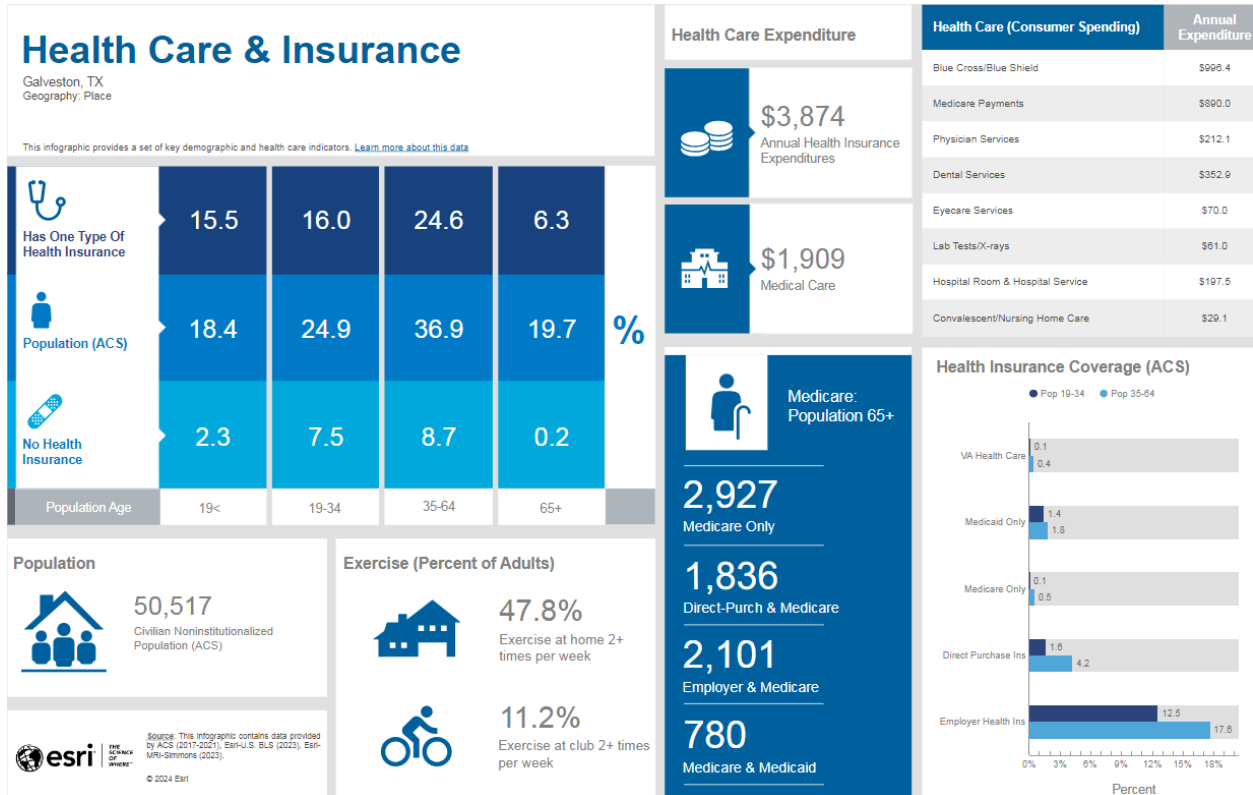 Health Care & Insurance
Galveston, TX
Geography: Place
This infographic provides a set of key demographic and health care indicators. Learn more about this data
Has One Type Of
Health Insurance
15.5 16.0 24.6 6.3
Population (ACS)
18.4 24.9 36.9 19.7 %
No Health
Insurance
2.3 7.5 8.7 0.2
Population Age 19< 19-34 35-64 65+
Population
50,517
Civilian Noninstitutionalized
Population (ACS)
esri
THE
SCIENCE
OF
WHERE™
Source: This infographic contains data provided
by ACS (2017-2021), Esri-U.S. BLS (2023), Esri-
MRI-Simmons (2023).
© 2024 Esri
Exercise (Percent of Adults)
47.8%
Exercise at home 2+
times per week
11.2%
Exercise at club 2+ times
per week
Health Care Expenditure
$3,874
Annual Health Insurance
Expenditures
$1,909
Medical Care
Medicare:
Population 65+
2,927
Medicare Only
1,836
Direct-Purch & Medicare
2,101
Employer & Medicare
780
Medicare & Medicaid
Health Care (Consumer Spending) Annual
Expenditure
Blue Cross/Blue Shield $996.4
Medicare Payments $890.0
Physician Services $212.1
Dental Services $352.9
Eyecare Services $70.0
Lab Tests/X-rays $61.0
Hospital Room & Hospital Service $197.5
Convalescent/Nursing Home Care $29.1
Health Insurance Coverage (ACS)
Pop 19-34 Pop 35-64
VA Health Care 0.1
0.4
Medicaid Only 1.4
1.8
Medicare Only 0.1
0.5
Direct Purchase Ins 1.6
4.2
Employer Health Ins 12.5
17.6
0% 3% 6% 9% 12% 15% 18%
Percent